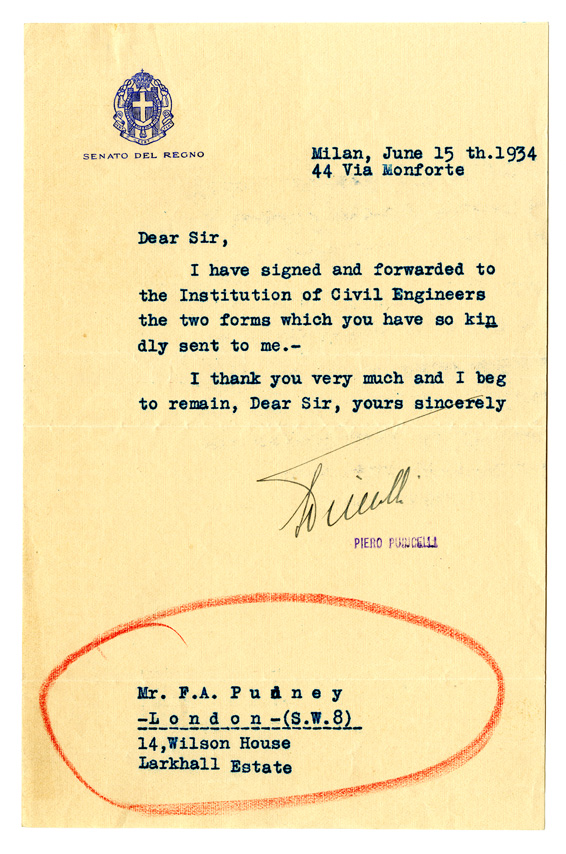 SENATO DEL REGNO
Milan, June 15 th.1934
44 Via Monforte
Dear Sir,
I have signed and forwarded to
the Institution of Civil Engineers
the two forms which you have so kin
dly sent to me.-
I thank you very much and I beg
to remain, Dear Sir, yours sincerely
PIERO PURICELLI
Mr. F.A. Pudney
-London-(S.W.8)
14,Wilson House
Larkhall Estate